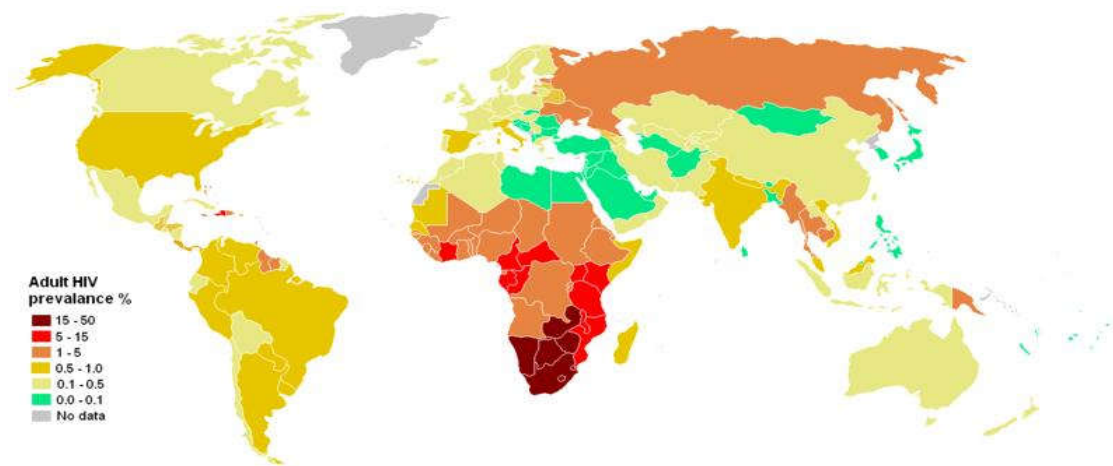 Adult HIV
prevalance %
15 - 50
5 - 15
1 - 5
0.5 - 1.0
0.1 - 0.5
0.0 - 0.1
No data